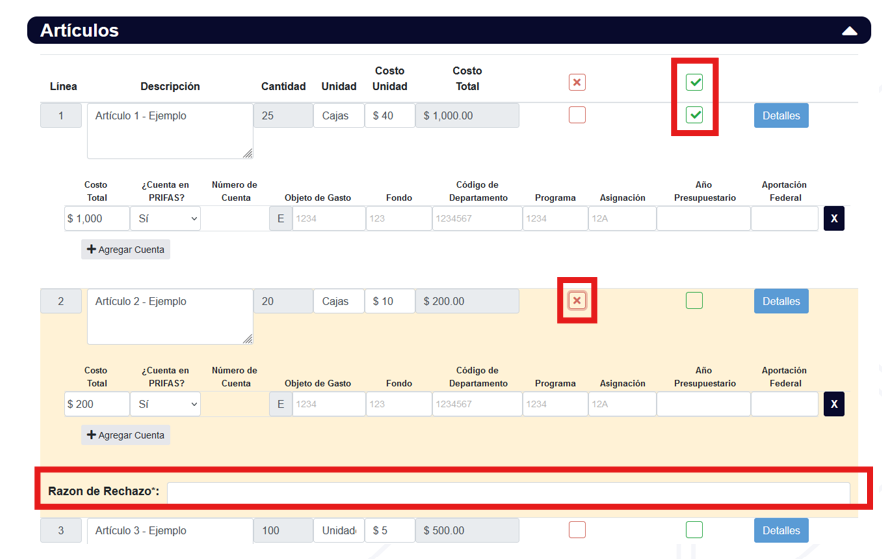 Artículos
Línea Descripción Cantidad Unidad Costo Unidad Costo Total
1 Artículo 1 - Ejemplo 25 Cajas $ 40 $ 1,000.00 Detalles
Costo Total ¿Cuenta en PRIFAS? Número de Cuenta Objeto de Gasto Fondo Código de Departamento Programa Asignación Año Presupuestario Aportación Federal
$ 1,000 Sí E 1234 123 1234567 1234 12A X
+ Agregar Cuenta
2 Artículo 2 - Ejemplo 20 Cajas $ 10 $ 200.00 Detalles
Costo Total ¿Cuenta en PRIFAS? Número de Cuenta Objeto de Gasto Fondo Código de Departamento Programa Asignación Año Presupuestario Aportación Federal
$ 200 Sí E 1234 123 1234567 1234 12A X
+ Agregar Cuenta
Razon de Rechazo*:
3 Artículo 3 - Ejemplo 100 Unidad $ 5 $ 500.00 Detalles